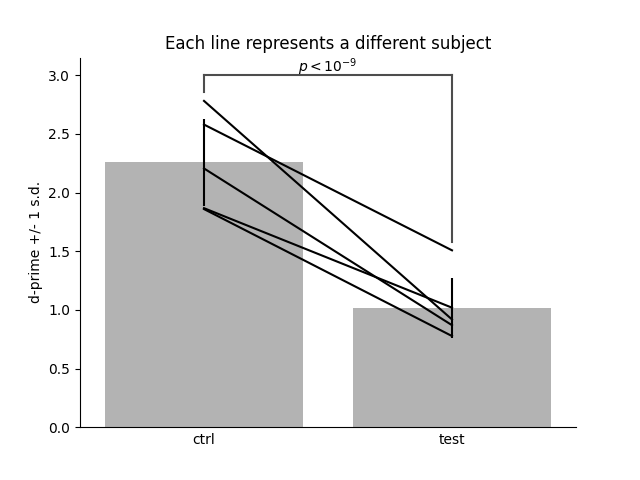 Each line represents a different subject
p < 10⁻⁹
d-prime +/- 1 s.d.
3.0
2.5
2.0
1.5
1.0
0.5
0.0
ctrl test